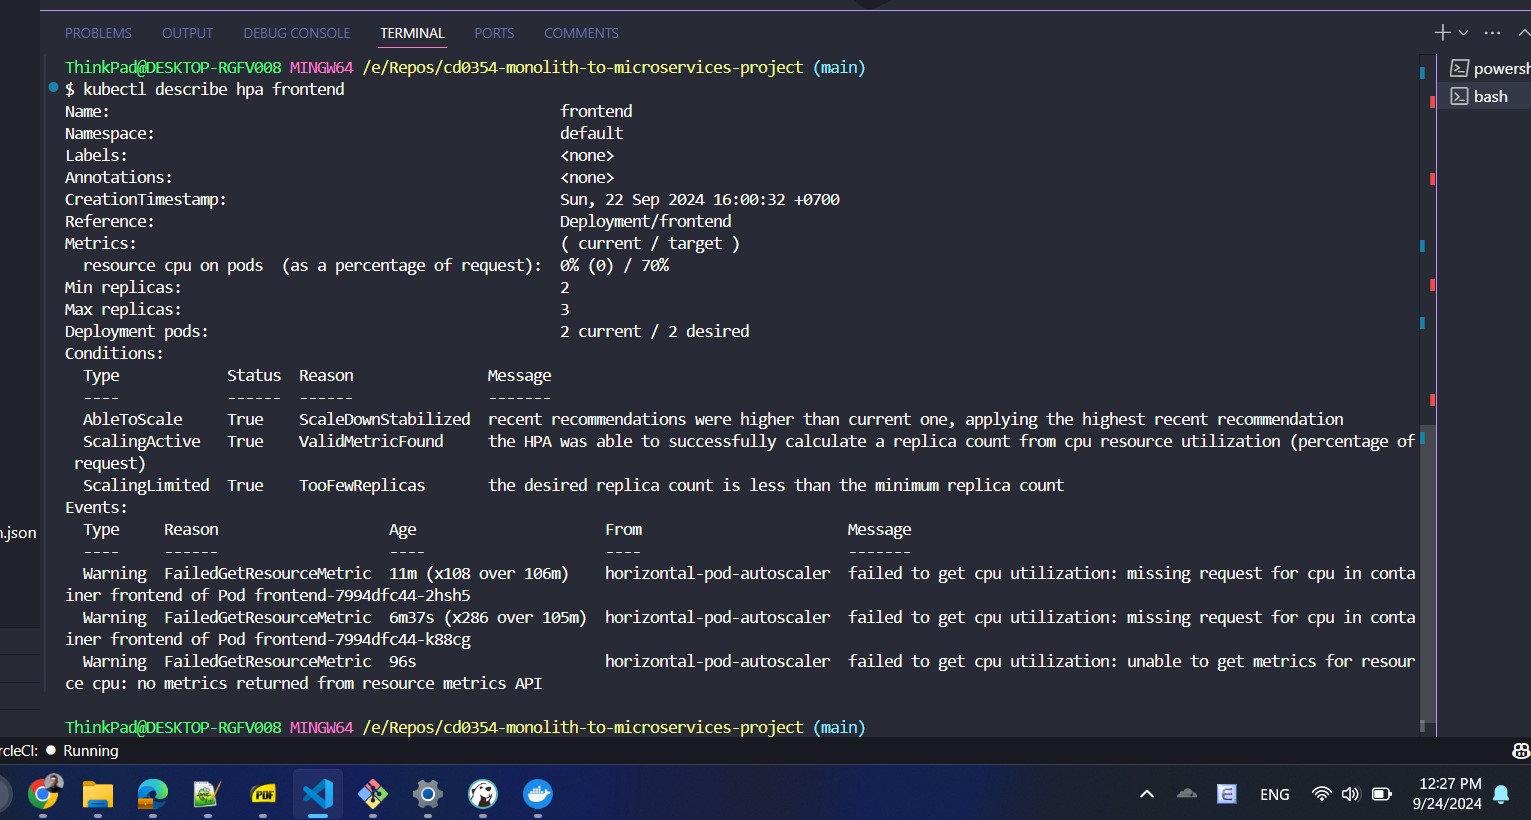 PROBLEMS OUTPUT DEBUG CONSOLE TERMINAL PORTS COMMENTS
ThinkPad@DESKTOP-RGFV008 MINGW64 /e/Repos/cd0354-monolith-to-microservices-project (main)
$ kubectl describe hpa frontend
Name: frontend
Namespace: default
Labels: <none>
Annotations: <none>
CreationTimestamp: Sun, 22 Sep 2024 16:00:32 +0700
Reference: Deployment/frontend
Metrics: ( current / target )
resource cpu on pods (as a percentage of request): 0% (0) / 70%
Min replicas: 2
Max replicas: 3
Deployment pods: 2 current / 2 desired
Conditions:
Type Status Reason Message
---- ------ ------ -------
AbleToScale True ScaleDownStabilized recent recommendations were higher than current one, applying the highest recent recommendation
ScalingActive True ValidMetricFound the HPA was able to successfully calculate a replica count from cpu resource utilization (percentage of
request)
ScalingLimited True TooFewReplicas the desired replica count is less than the minimum replica count
Events:
Type Reason Age From Message
---- ------ ---- ---- -------
Warning FailedGetResourceMetric 11m (x108 over 106m) horizontal-pod-autoscaler failed to get cpu utilization: missing request for cpu in conta
iner frontend of Pod frontend-7994dfc44-2hsh5
Warning FailedGetResourceMetric 6m37s (x286 over 105m) horizontal-pod-autoscaler failed to get cpu utilization: missing request for cpu in conta
iner frontend of Pod frontend-7994dfc44-k88cg
Warning FailedGetResourceMetric 96s horizontal-pod-autoscaler failed to get cpu utilization: unable to get metrics for resour
ce cpu: no metrics returned from resource metrics API
ThinkPad@DESKTOP-RGFV008 MINGW64 /e/Repos/cd0354-monolith-to-microservices-project (main)
powersh
bash
n.json
rcleCI: Running
PDF
ENG
12:27 PM
9/24/2024